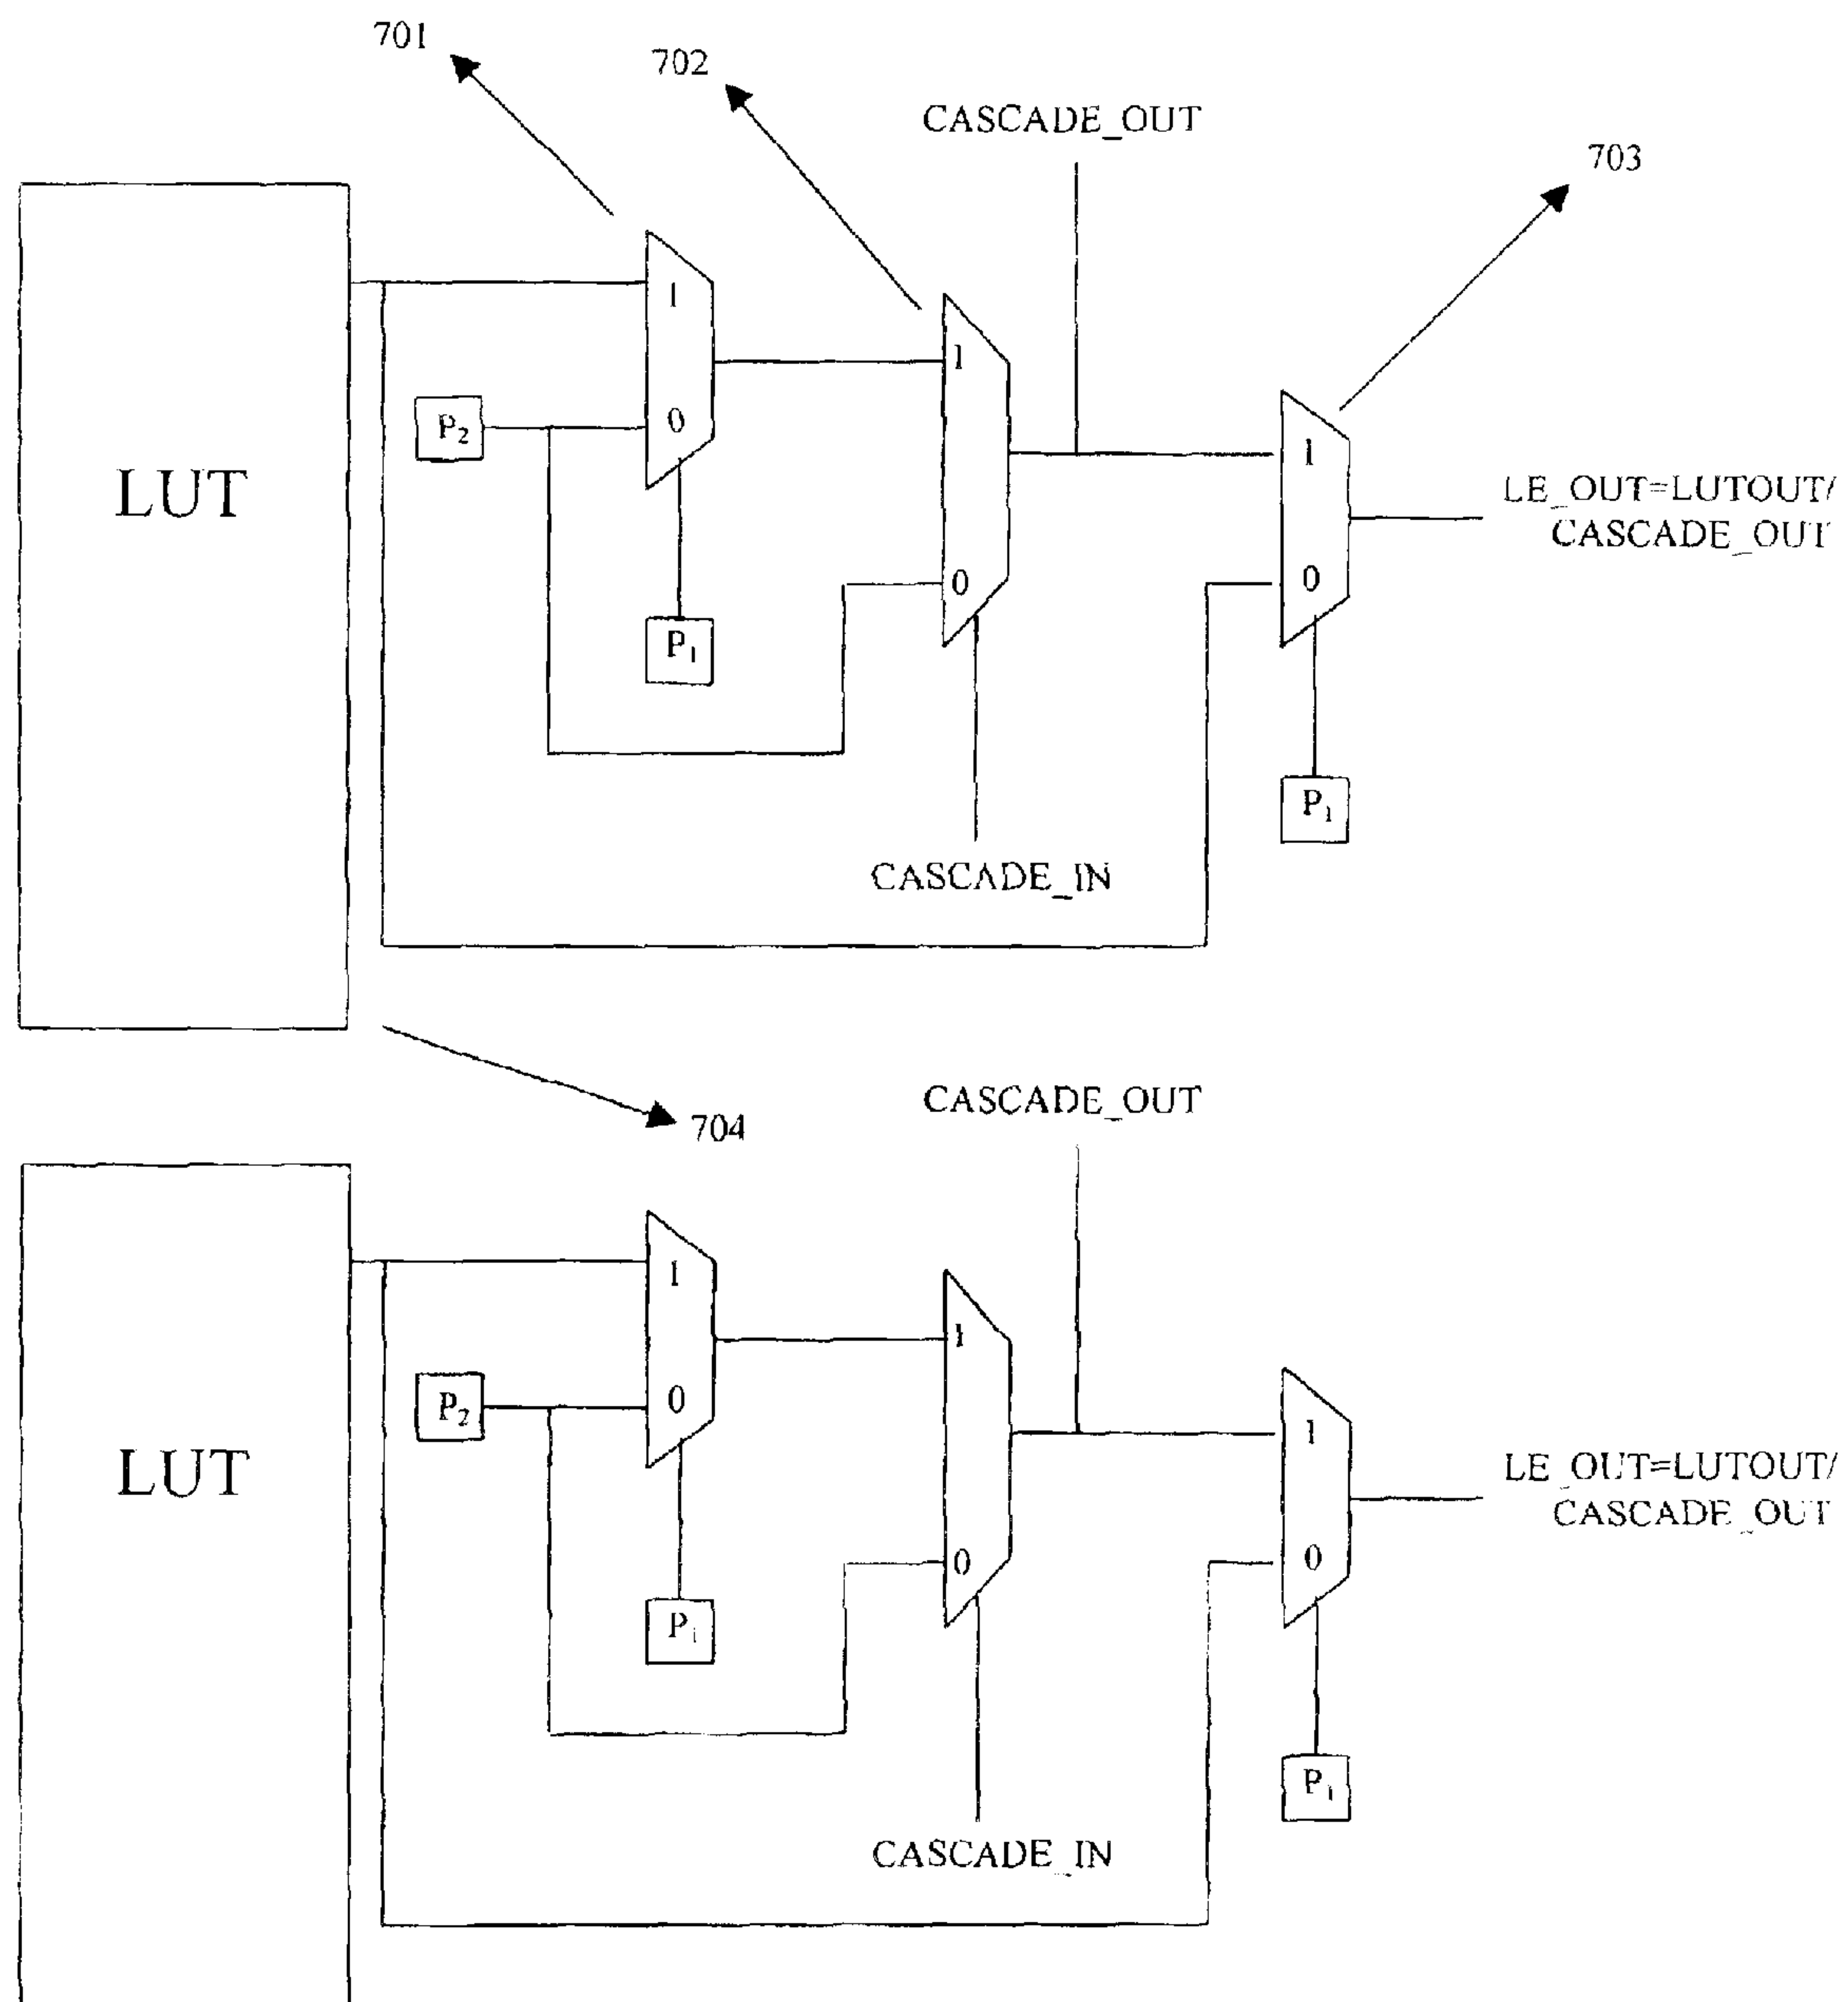 701
702
CASCADE_OUT
703
1
1
P₂
0
1
LUT
LE_OUT=LUTOUT/
CASCADE_OUT
0
0
P₁
P₁
CASCADE_IN
CASCADE_OUT
704
1
1
P₂
0
1
LUT
LE_OUT=LUTOUT/
CASCADE_OUT
0
0
P₁
P₁
CASCADE_IN